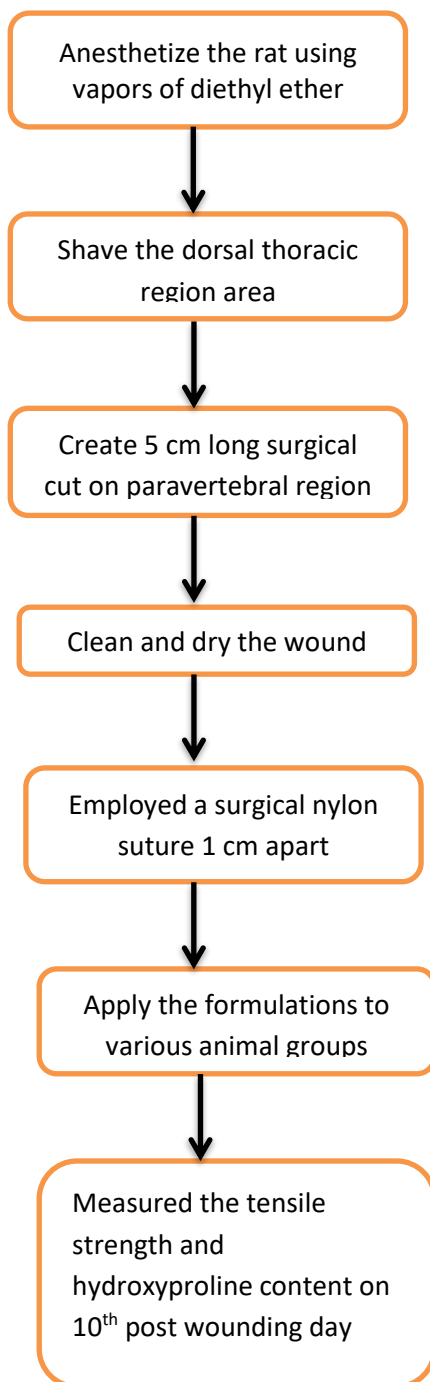 Anesthetize the rat using
vapors of diethyl ether
Shave the dorsal thoracic
region area
Create 5 cm long surgical
cut on paravertebral region
Clean and dry the wound
Employed a surgical nylon
suture 1 cm apart
Apply the formulations to
various animal groups
Measured the tensile
strength and
hydroxyproline content on
10th post wounding day